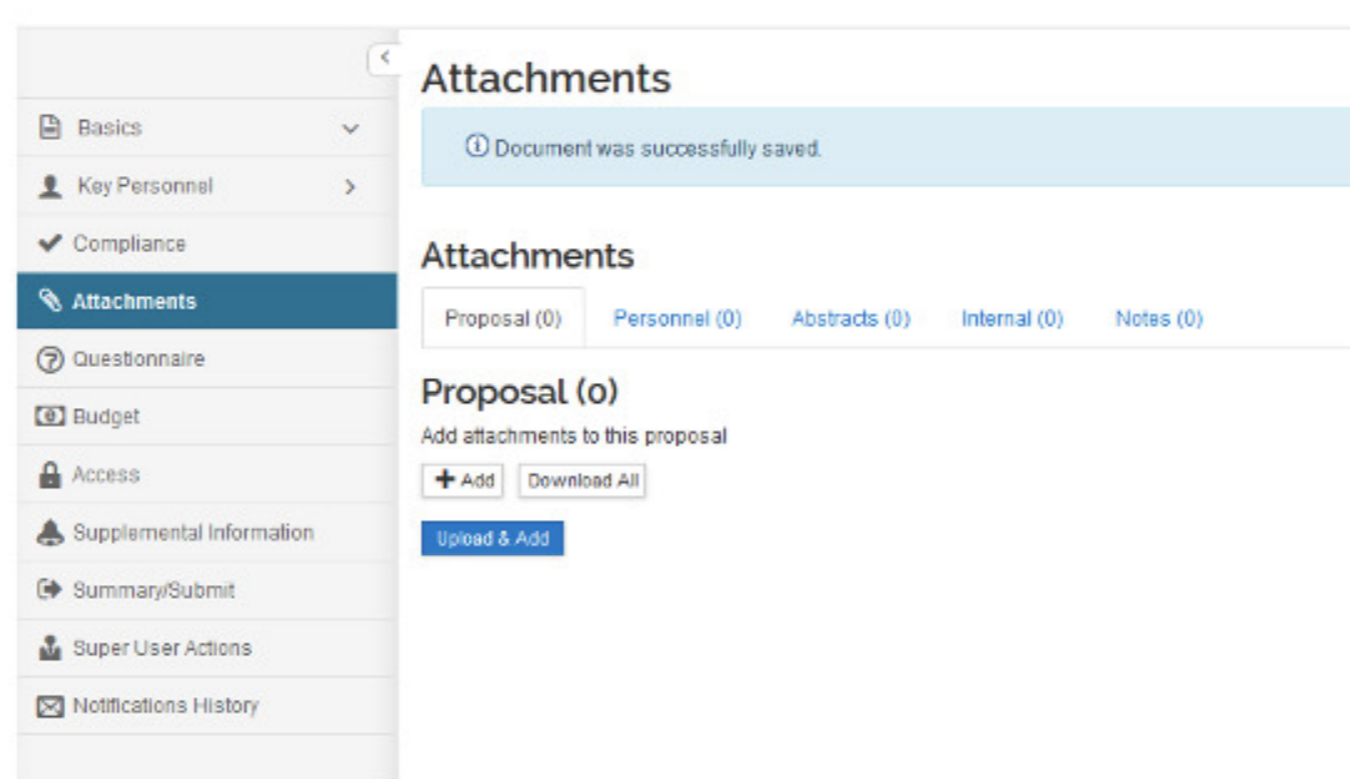 Attachments
Document was successfully saved.
Basics
Key Personnel
Compliance
Attachments
Questionnaire
Budget
Access
Supplemental Information
Summary/Submit
Super User Actions
Notifications History
Attachments
Proposal (0) Personnel (0) Abstracts (0) Internal (0) Notes (0)
Proposal (0)
Add attachments to this proposal
Add Download All
Upload & Add